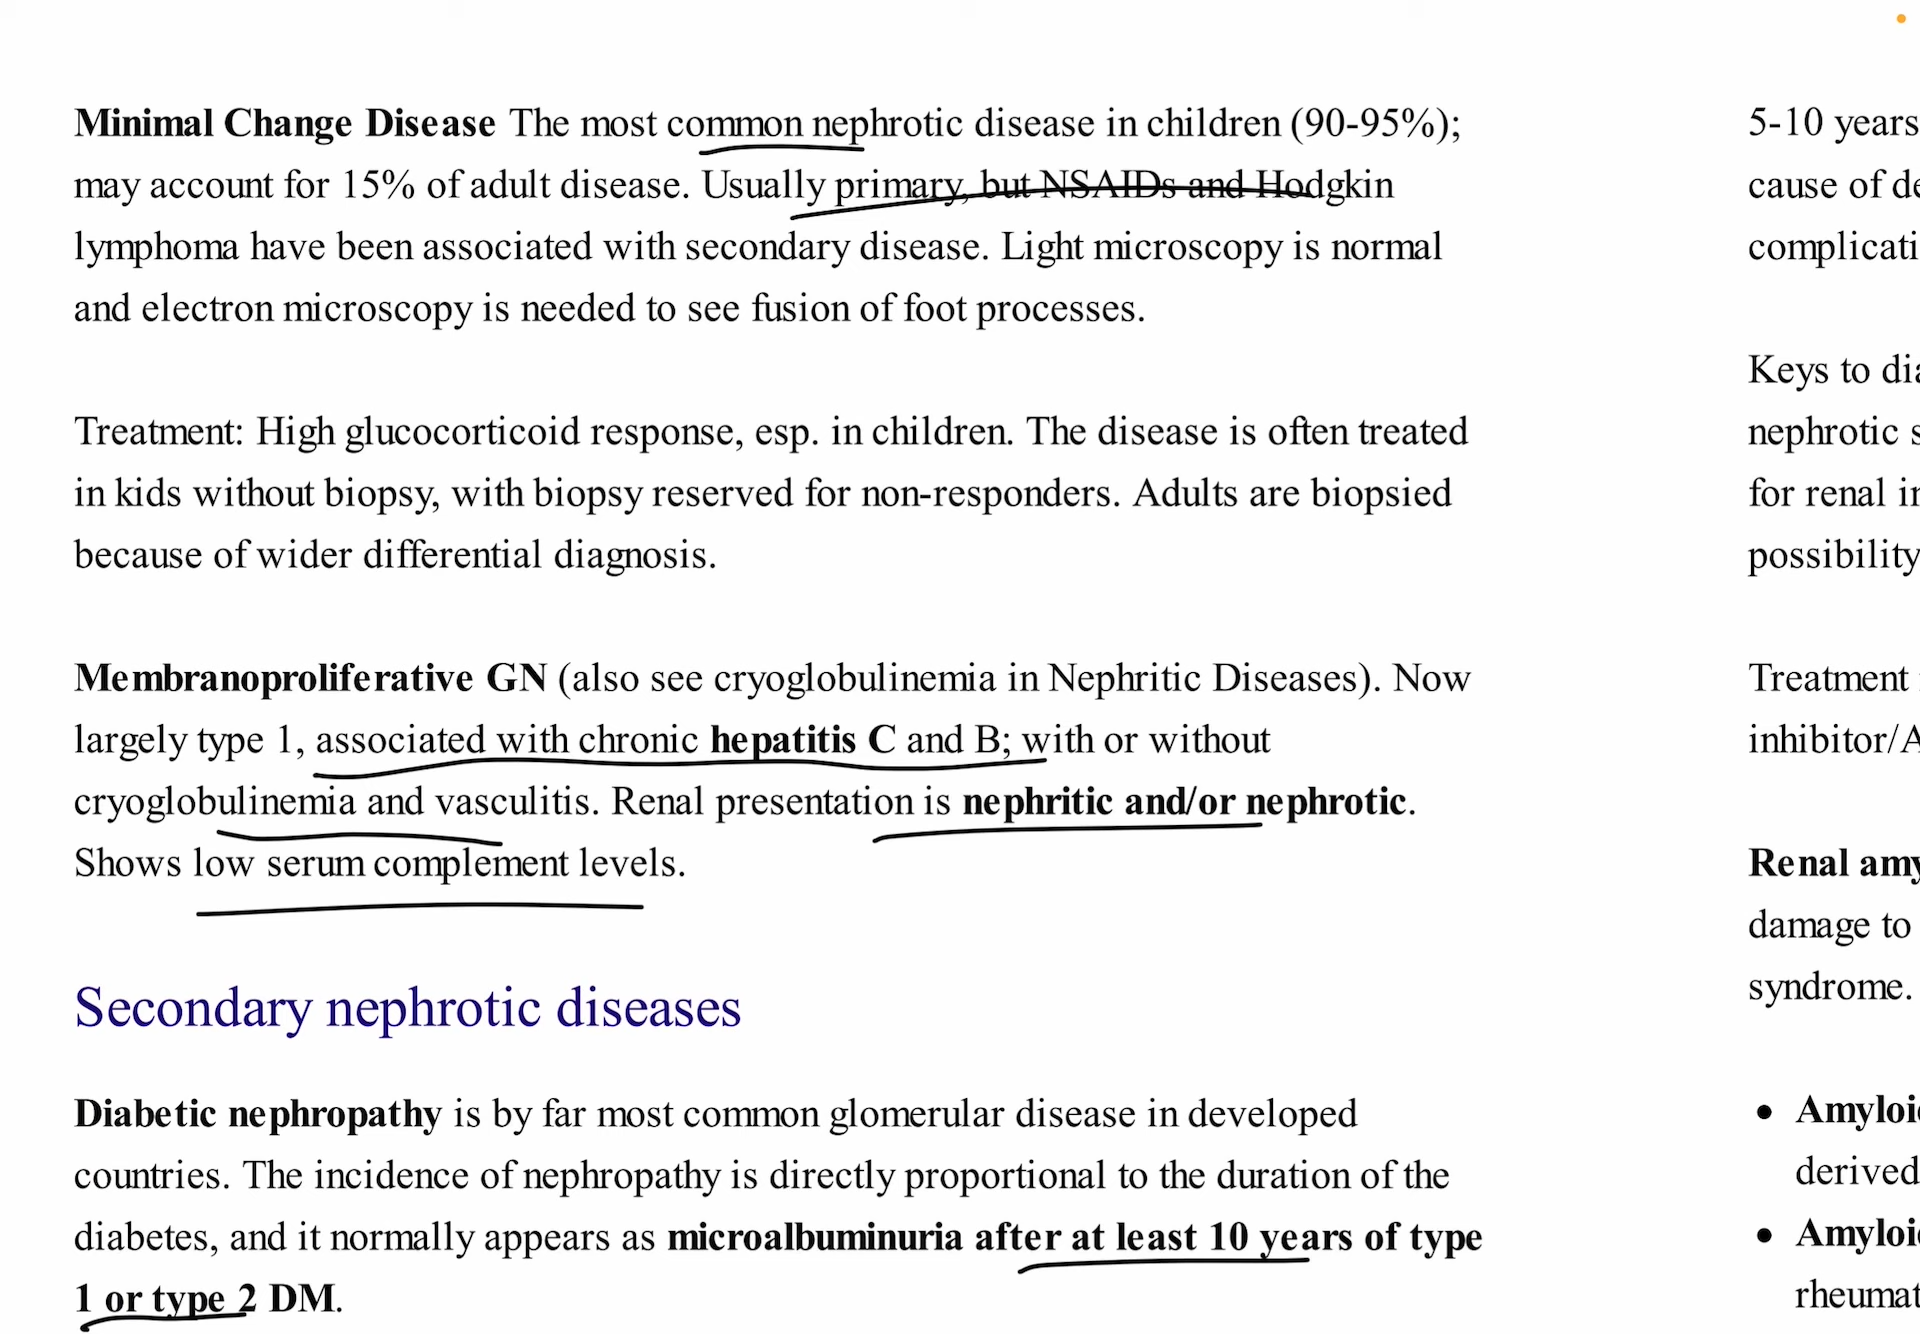 Minimal Change Disease The most common nephrotic disease in children (90-95%);
may account for 15% of adult disease. Usually primary, but NSAIDs and Hodgkin
lymphoma have been associated with secondary disease. Light microscopy is normal
and electron microscopy is needed to see fusion of foot processes.
Treatment: High glucocorticoid response, esp. in children. The disease is often treated
in kids without biopsy, with biopsy reserved for non-responders. Adults are biopsied
because of wider differential diagnosis.
Membranoproliferative GN (also see cryoglobulinemia in Nephritic Diseases). Now
largely type 1, associated with chronic hepatitis C and B; with or without
cryoglobulinemia and vasculitis. Renal presentation is nephritic and/or nephrotic.
Shows low serum complement levels.
Secondary nephrotic diseases
Diabetic nephropathy is by far most common glomerular disease in developed
countries. The incidence of nephropathy is directly proportional to the duration of the
diabetes, and it normally appears as microalbuminuria after at least 10 years of type
1 or type 2 DM.
5-10 years
cause of
complicati
Keys to
nephrotic
for renal
possibility
Treatment
inhibitor/A
Renal
damage to
syndrome.
• Amyloi
derived
• Amyloi
rheumat